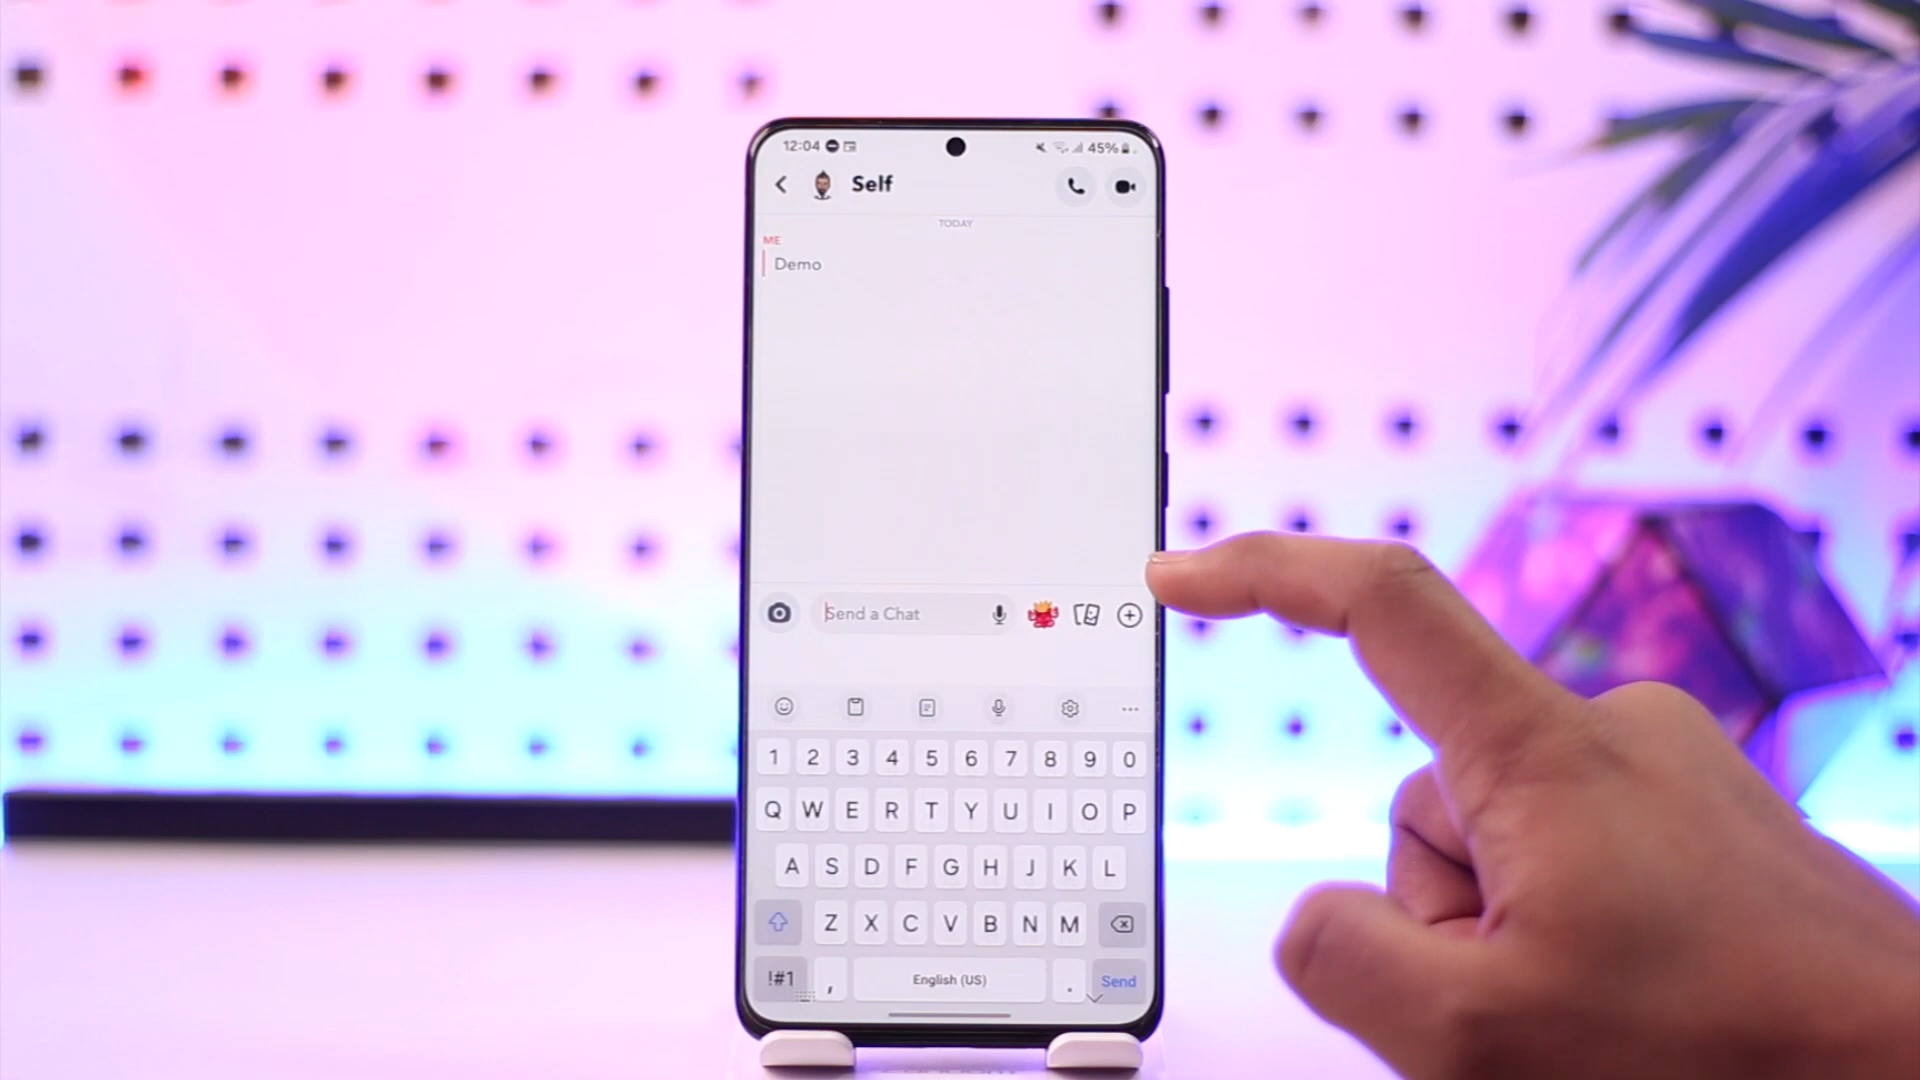 12:04 45%
Self
TODAY
ME
Demo
Send a Chat
1 2 3 4 5 6 7 8 9 0
Q W E R T Y U I O P
A S D F G H J K L
Z X C V B N M
!#1 , English (US) . Send